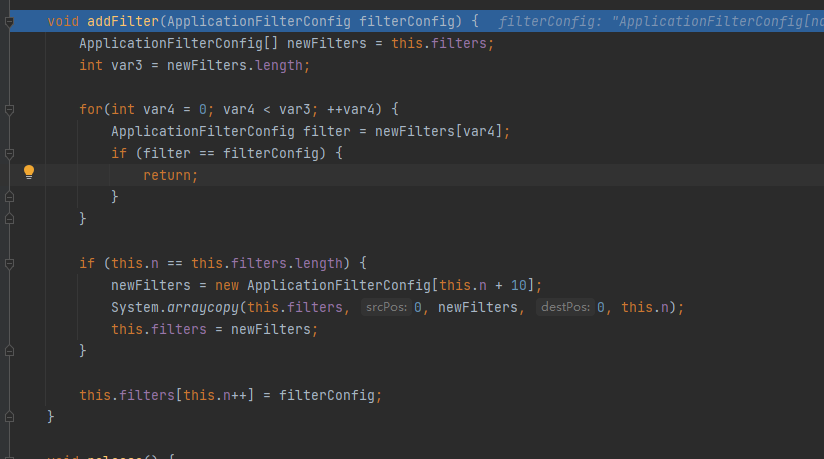 void addFilter(ApplicationFilterConfig filterConfig) { filterConfig: "ApplicationFilterConfig[na
ApplicationFilterConfig[] newFilters = this.filters;
int var3 = newFilters.length;
for(int var4 = 0; var4 < var3; ++var4) {
ApplicationFilterConfig filter = newFilters[var4];
if (filter == filterConfig) {
return;
}
}
if (this.n == this.filters.length) {
newFilters = new ApplicationFilterConfig[this.n + 10];
System.arraycopy(this.filters, srcPos: 0, newFilters, destPos: 0, this.n);
this.filters = newFilters;
}
this.filters[this.n++] = filterConfig;
}
void release() {